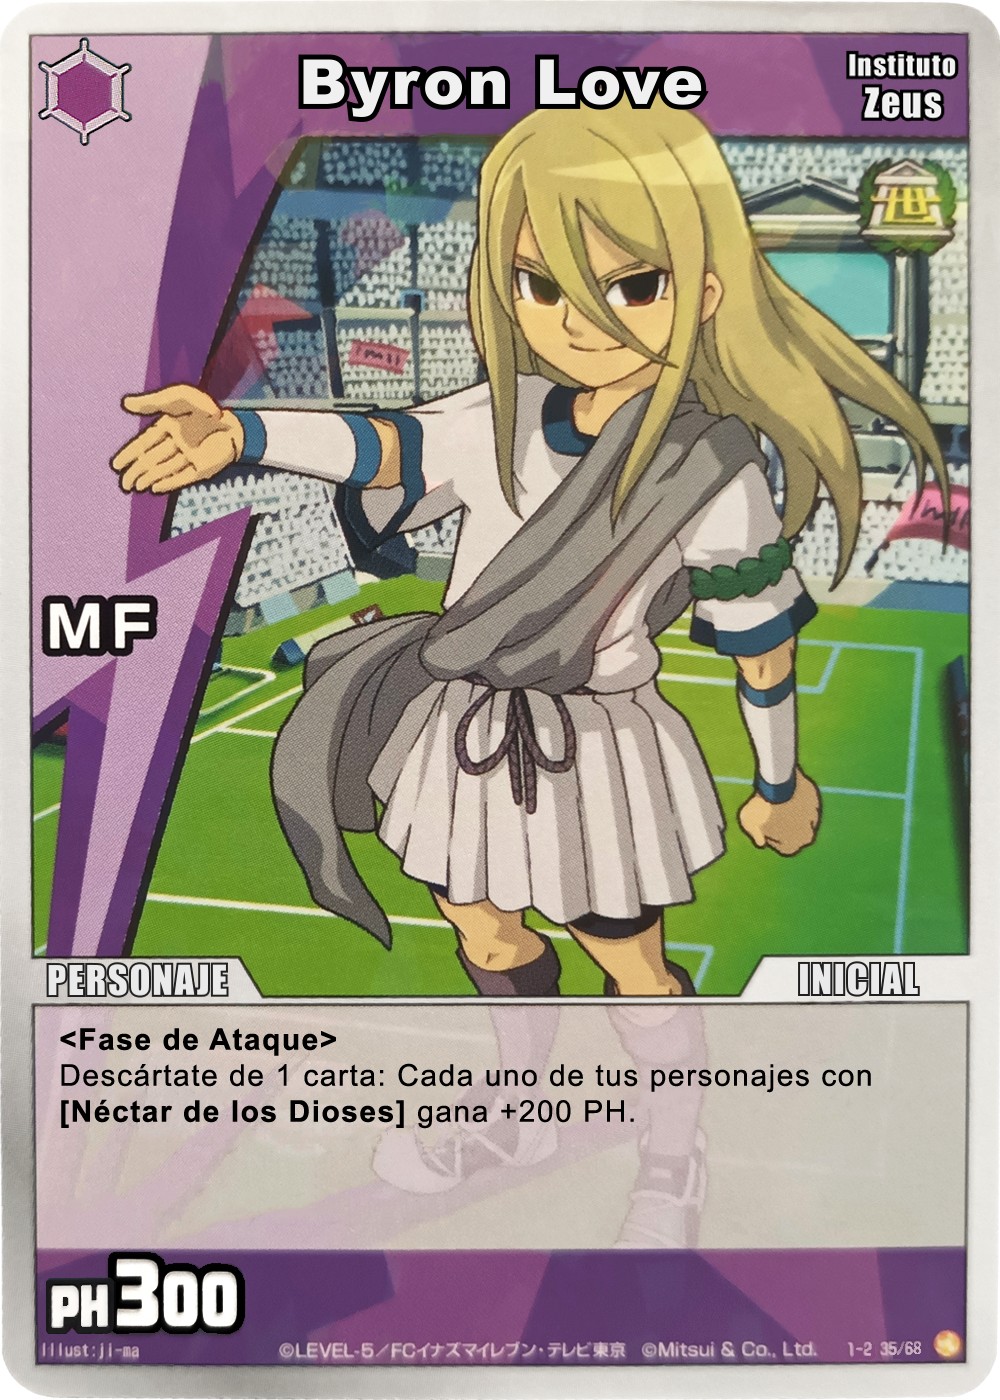 Byron Love
Instituto
Zeus
世
MF
PERSONAJE
INICIAL
<Fase de Ataque>
Descártate de 1 carta: Cada uno de tus personajes con
[Néctar de los Dioses] gana +200 PH.
PH300
Illust:ji-ma
©LEVEL-5／FCイナズマイレブン・テレビ東京 ©Mitsui & Co., Ltd.
1-2 35/68